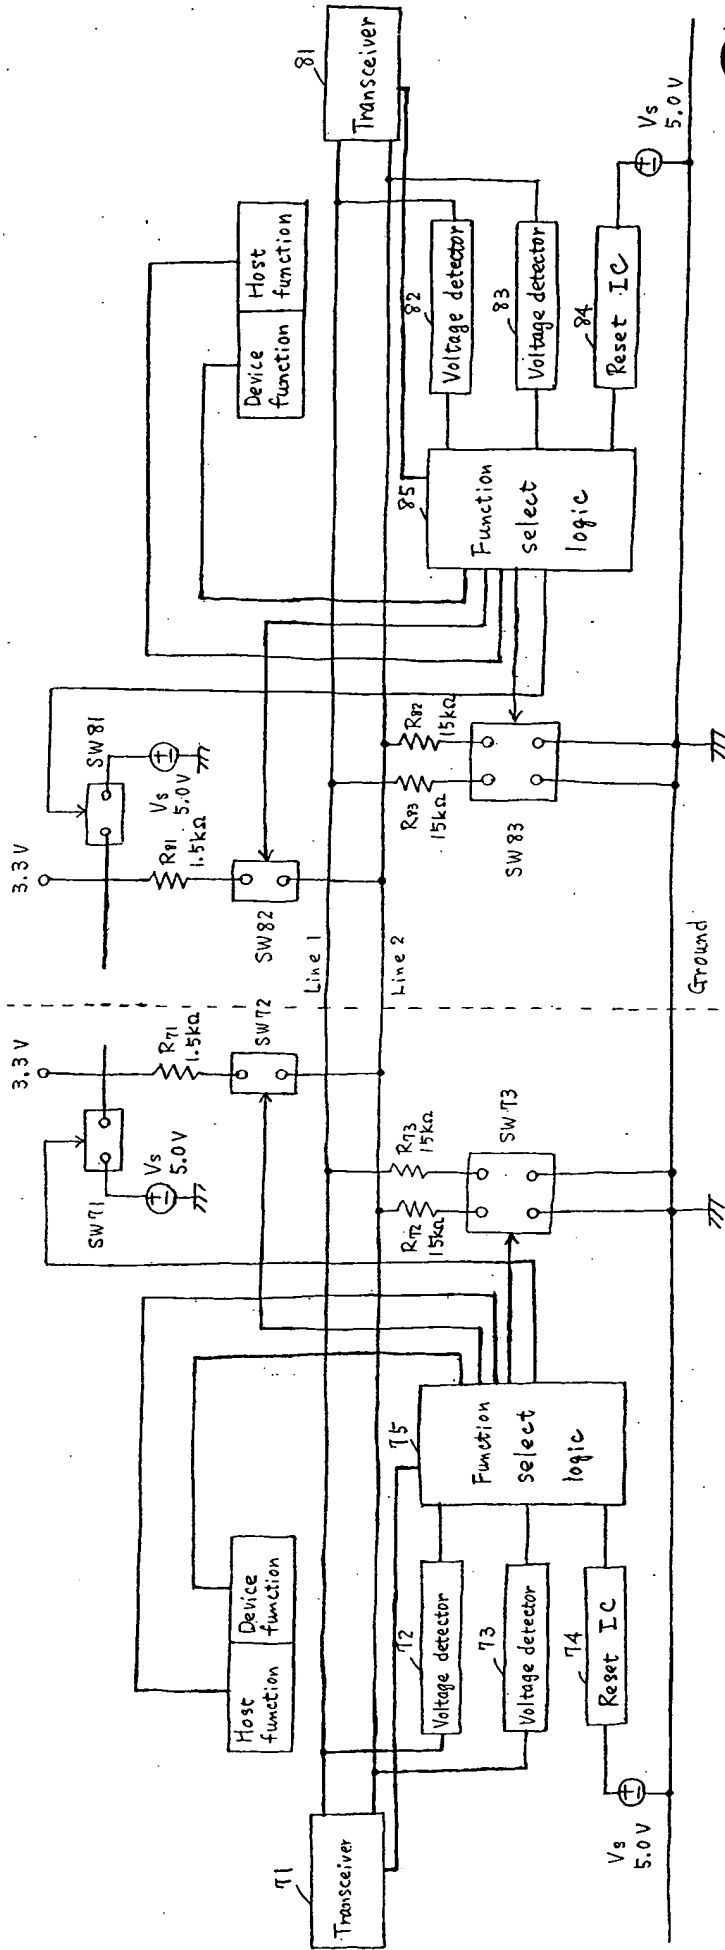 3.3 V
3.3 V
SW71
Vs
5.0V
R71
1.5kΩ
SW72
R81
1.5kΩ
SW82
Vs
5.0V
SW81
Host
function
Device
function
Device
function
Host
function
71
Transceiver
81
Transceiver
Line 1
Line 2
72
Voltage detector
73
Voltage detector
74
Reset IC
75
Function
select
logic
R72
15kΩ
R73
15kΩ
SW73
R83
15kΩ
R82
15kΩ
SW83
85
Function
select
logic
82
Voltage detector
83
Voltage detector
84
Reset IC
Vs
5.0V
Vs
5.0V
Ground